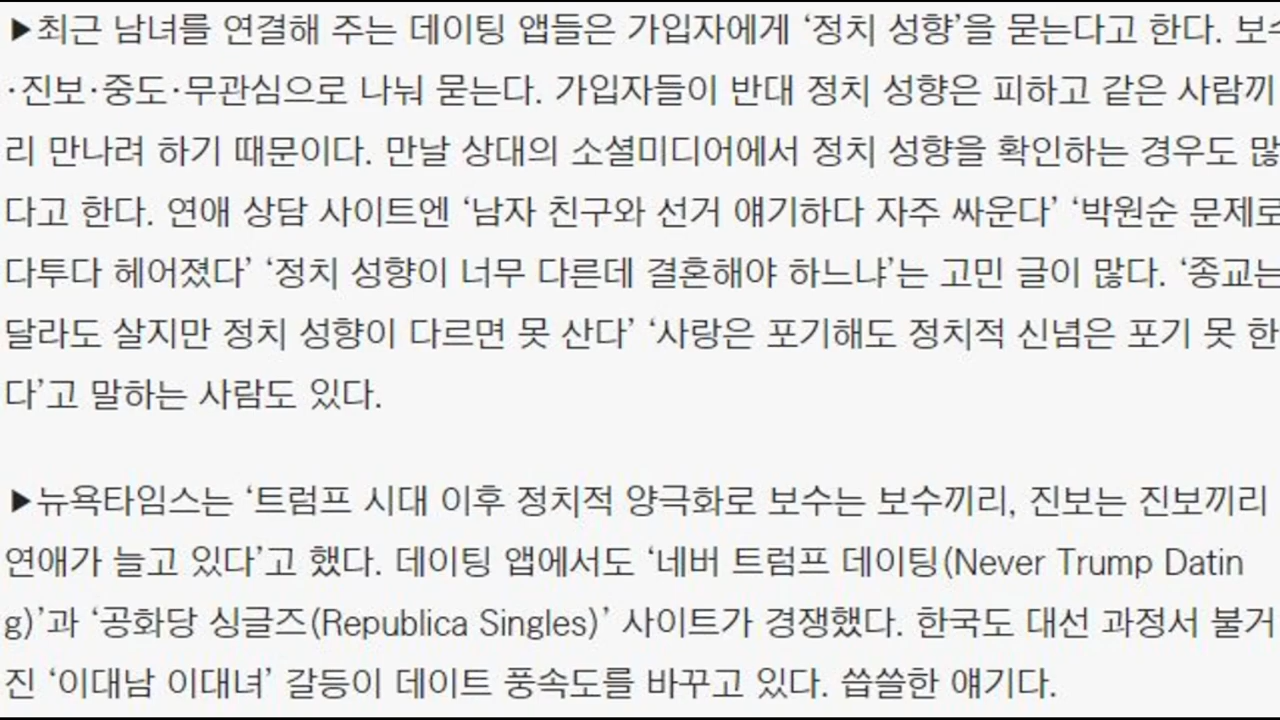 ▶최근 남녀를 연결해 주는 데이팅 앱들은 가입자에게 ‘정치 성향’을 묻는다고 한다. 보수
·진보·중도·무관심으로 나눠 묻는다. 가입자들이 반대 정치 성향은 피하고 같은 사람끼
리 만나려 하기 때문이다. 만날 상대의 소셜미디어에서 정치 성향을 확인하는 경우도 많
다고 한다. 연애 상담 사이트엔 ‘남자 친구와 선거 얘기하다 자주 싸운다’ ‘박원순 문제로
다투다 헤어졌다’ ‘정치 성향이 너무 다른데 결혼해야 하느냐’는 고민 글이 많다. ‘종교는
달라도 살지만 정치 성향이 다르면 못 산다’ ‘사랑은 포기해도 정치적 신념은 포기 못 한
다’고 말하는 사람도 있다.
▶뉴욕타임스는 ‘트럼프 시대 이후 정치적 양극화로 보수는 보수끼리, 진보는 진보끼리
연애가 늘고 있다’고 했다. 데이팅 앱에서도 ‘네버 트럼프 데이팅(Never Trump Datin
g)’과 ‘공화당 싱글즈(Republica Singles)’ 사이트가 경쟁했다. 한국도 대선 과정서 불거
진 ‘이대남 이대녀’ 갈등이 데이트 풍속도를 바꾸고 있다. 씁쓸한 얘기다.